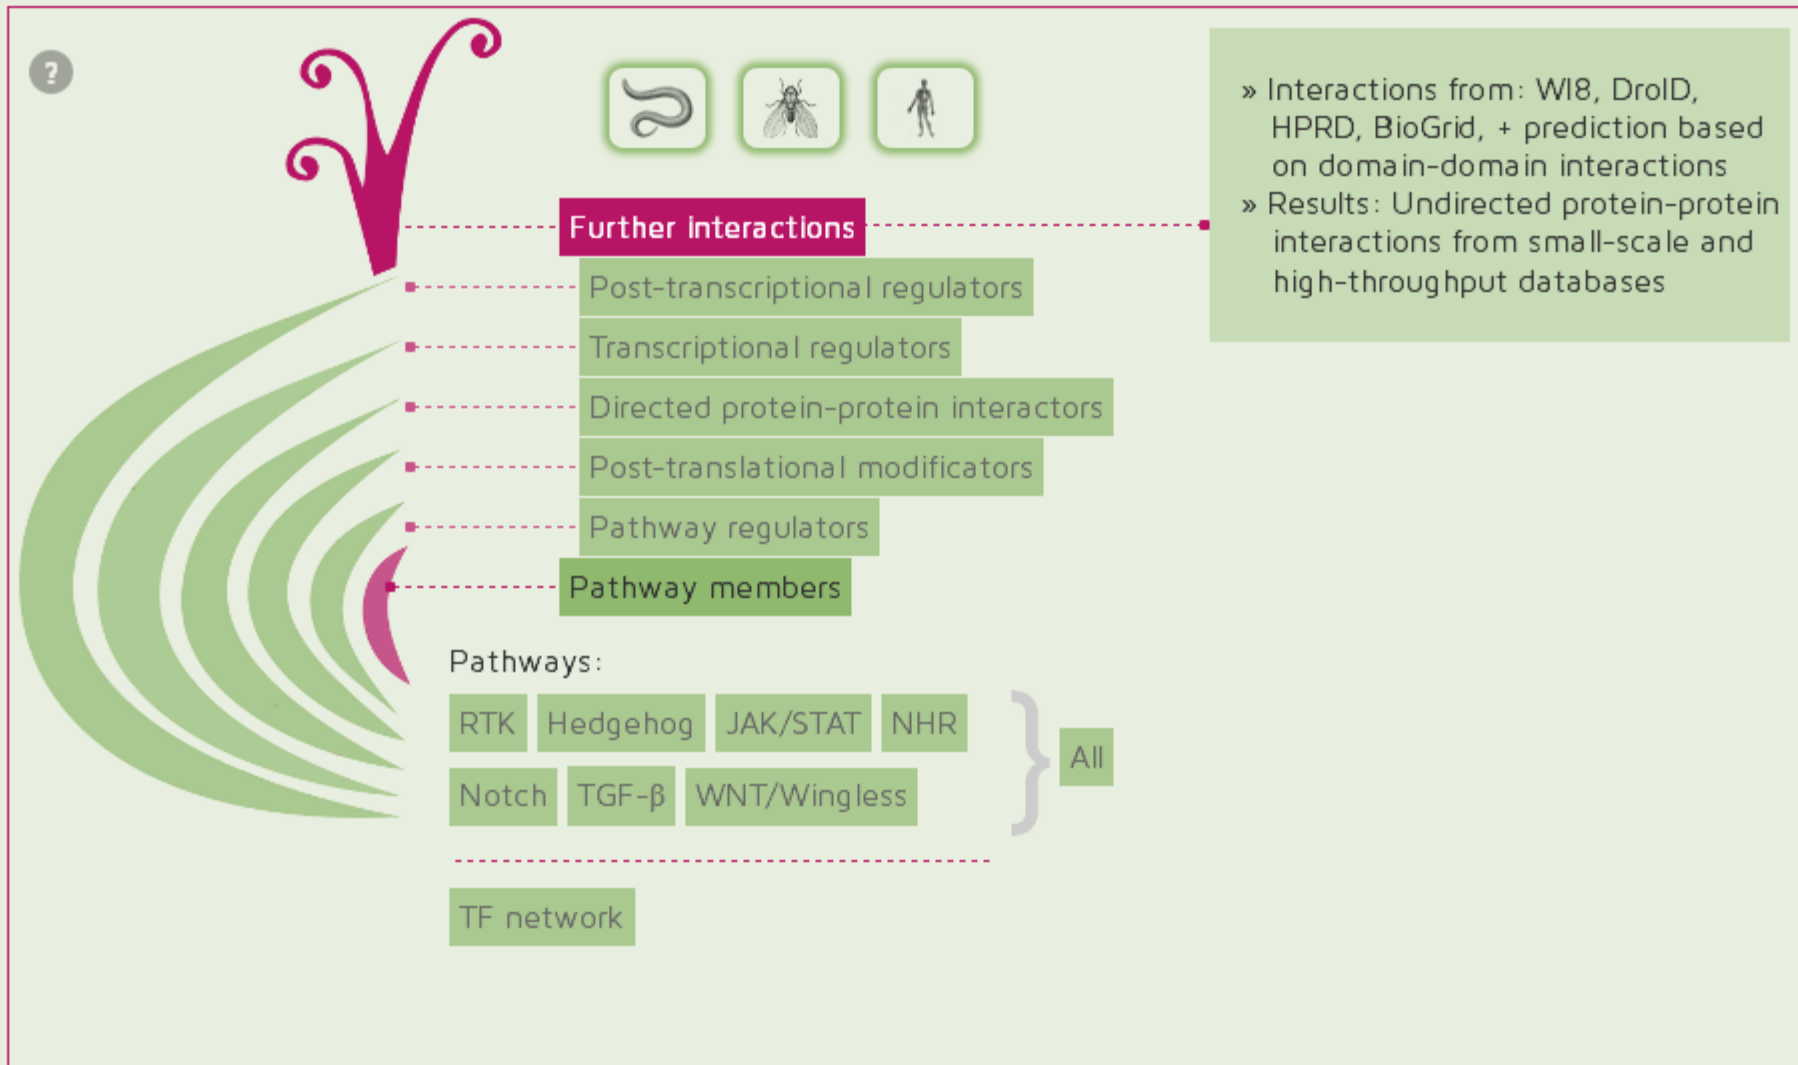 ?
» Interactions from: WI8, DroID,
HPRD, BioGrid, + prediction based
on domain-domain interactions
» Results: Undirected protein-protein
interactions from small-scale and
high-throughput databases
Further interactions
Post-transcriptional regulators
Transcriptional regulators
Directed protein-protein interactors
Post-translational modificators
Pathway regulators
Pathway members
Pathways:
RTK Hedgehog JAK/STAT NHR
All
Notch TGF-β WNT/Wingless
TF network